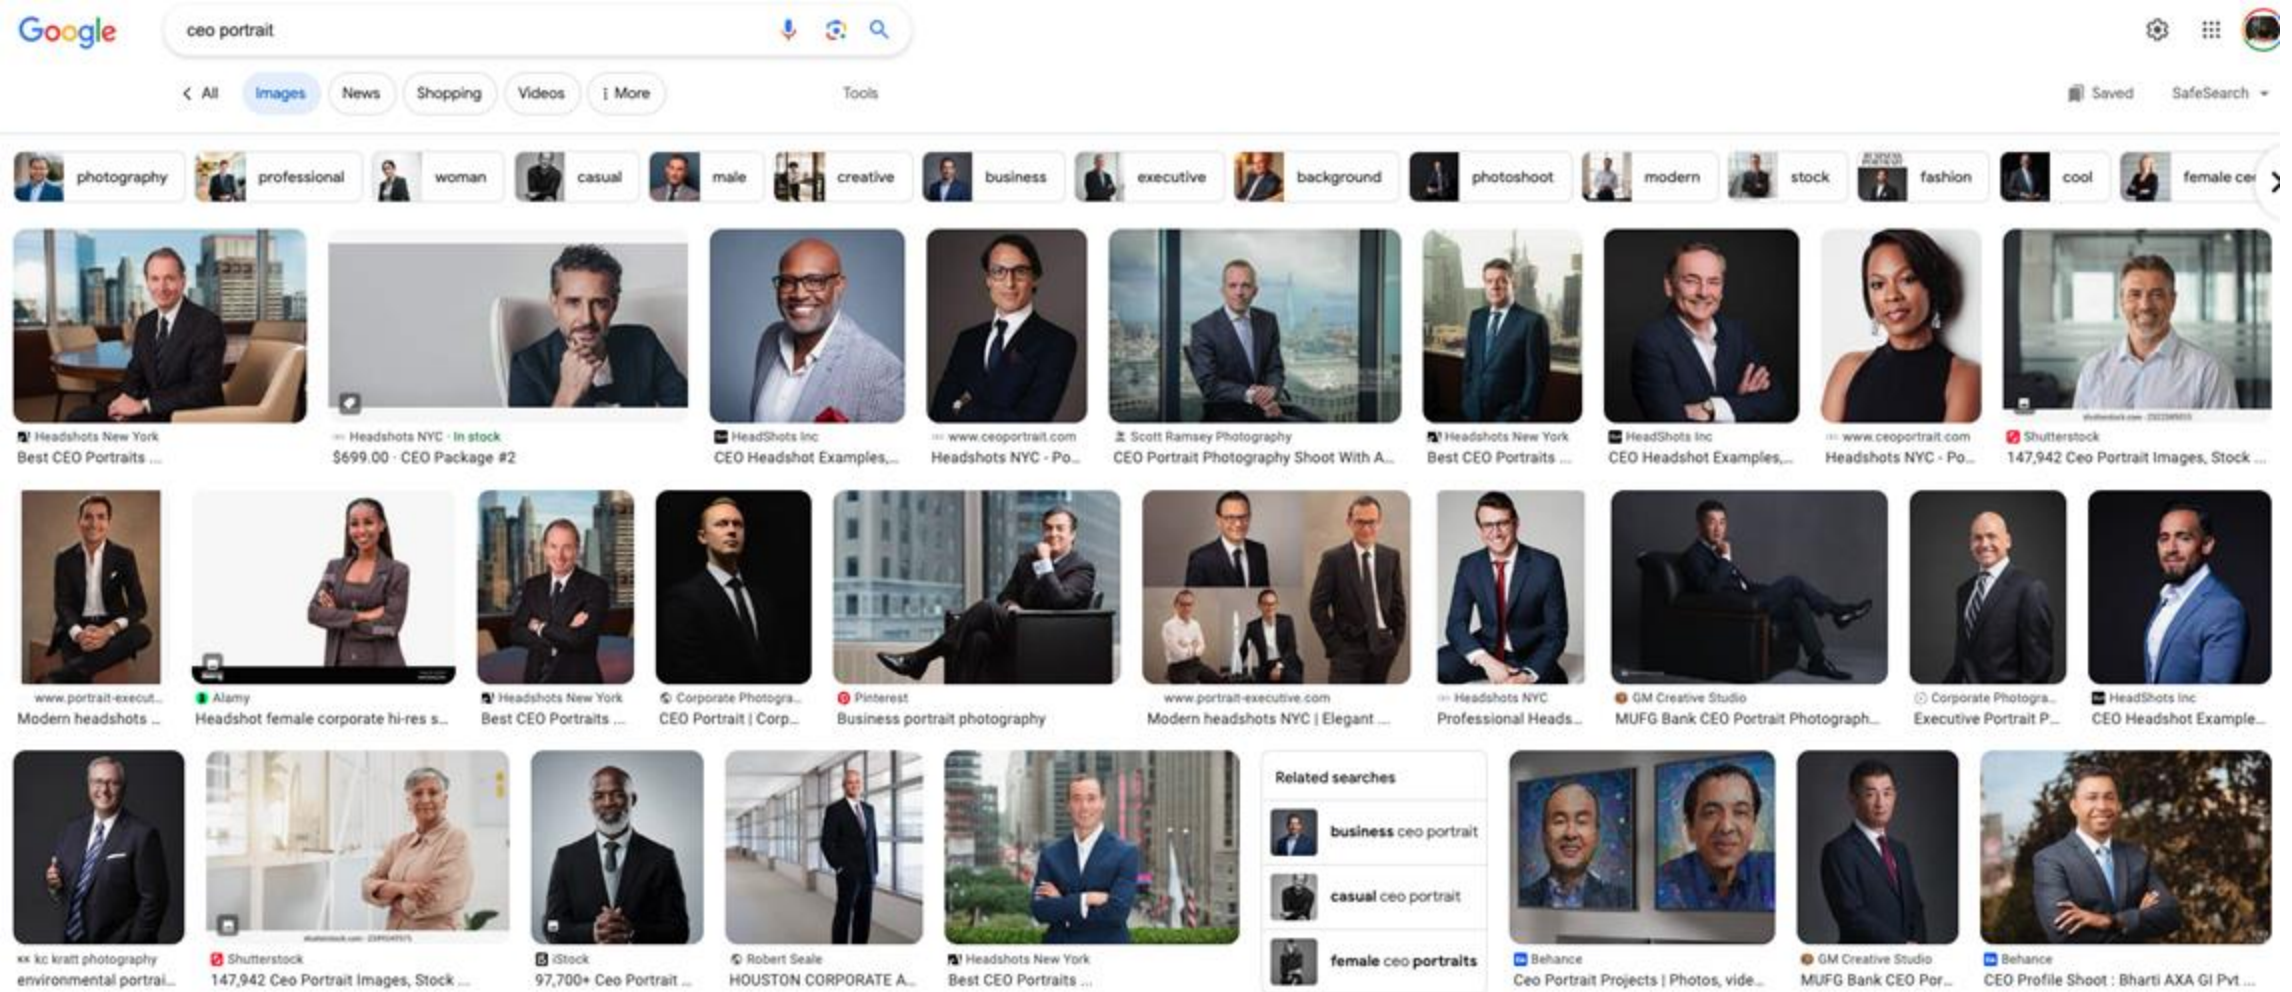 Google
ceo portrait
All
Images
News
Shopping
Videos
More
Tools
Saved
SafeSearch
photography
professional
woman
casual
male
creative
business
executive
background
photoshoot
modern
stock
fashion
cool
female ce
Headshots New York
Best CEO Portraits ...
Headshots NYC · In stock
$699.00 · CEO Package #2
HeadShots Inc
CEO Headshot Examples,...
www.ceoportrait.com
Headshots NYC - Po...
Scott Ramsey Photography
CEO Portrait Photography Shoot With A...
Headshots New York
Best CEO Portraits ...
HeadShots Inc
CEO Headshot Examples,...
www.ceoportrait.com
Headshots NYC - Po...
Shutterstock
147,942 Ceo Portrait Images, Stock ...
www.portrait-execut...
Modern headshots ...
Alamy
Headshot female corporate hi-res s...
Headshots New York
Best CEO Portraits ...
Corporate Photogra...
CEO Portrait | Corp...
Pinterest
Business portrait photography
www.portrait-executive.com
Modern headshots NYC | Elegant ...
Headshots NYC
Professional Heads...
GM Creative Studio
MUFG Bank CEO Portrait Photograph...
Corporate Photogra...
Executive Portrait P...
HeadShots Inc
CEO Headshot Example...
Related searches
business ceo portrait
casual ceo portrait
female ceo portraits
kc kratt photography
environmental portrai...
Shutterstock
147,942 Ceo Portrait Images, Stock ...
iStock
97,700+ Ceo Portrait ...
Robert Seale
HOUSTON CORPORATE A...
Headshots New York
Best CEO Portraits ...
Behance
Ceo Portrait Projects | Photos, vide...
GM Creative Studio
MUFG Bank CEO Por...
Behance
CEO Profile Shoot : Bharti AXA GI Pvt ...